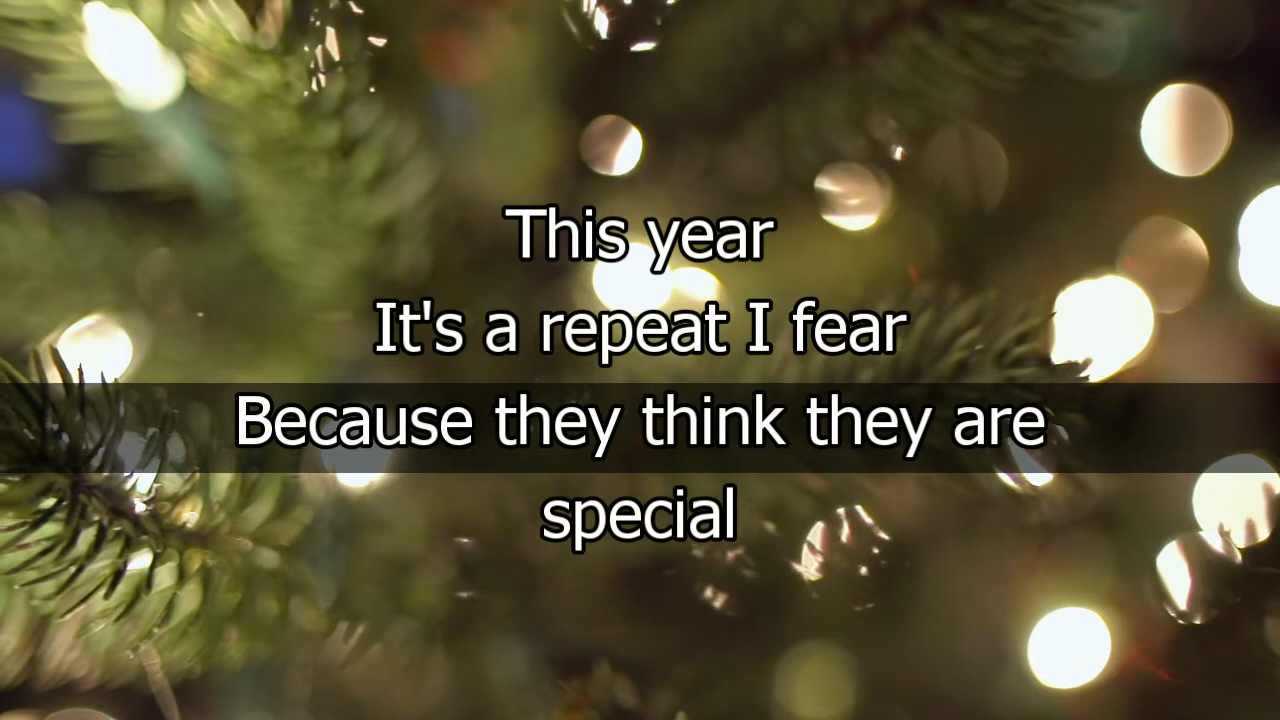 This year
It's a repeat I fear
Because they think they are
special